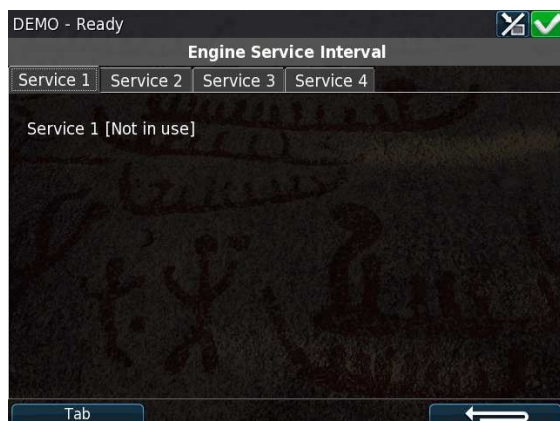 DEMO - Ready
Engine Service Interval
Service 1 Service 2 Service 3 Service 4
Service 1 [Not in use]
Tab